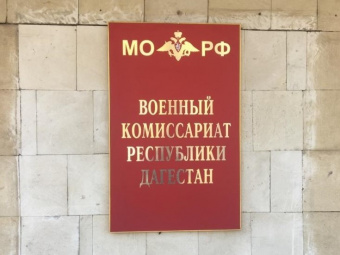 МО РФ
ВОЕННЫЙ
КОМИССАРИАТ
РЕСПУБЛИКИ
ДАГЕСТАН